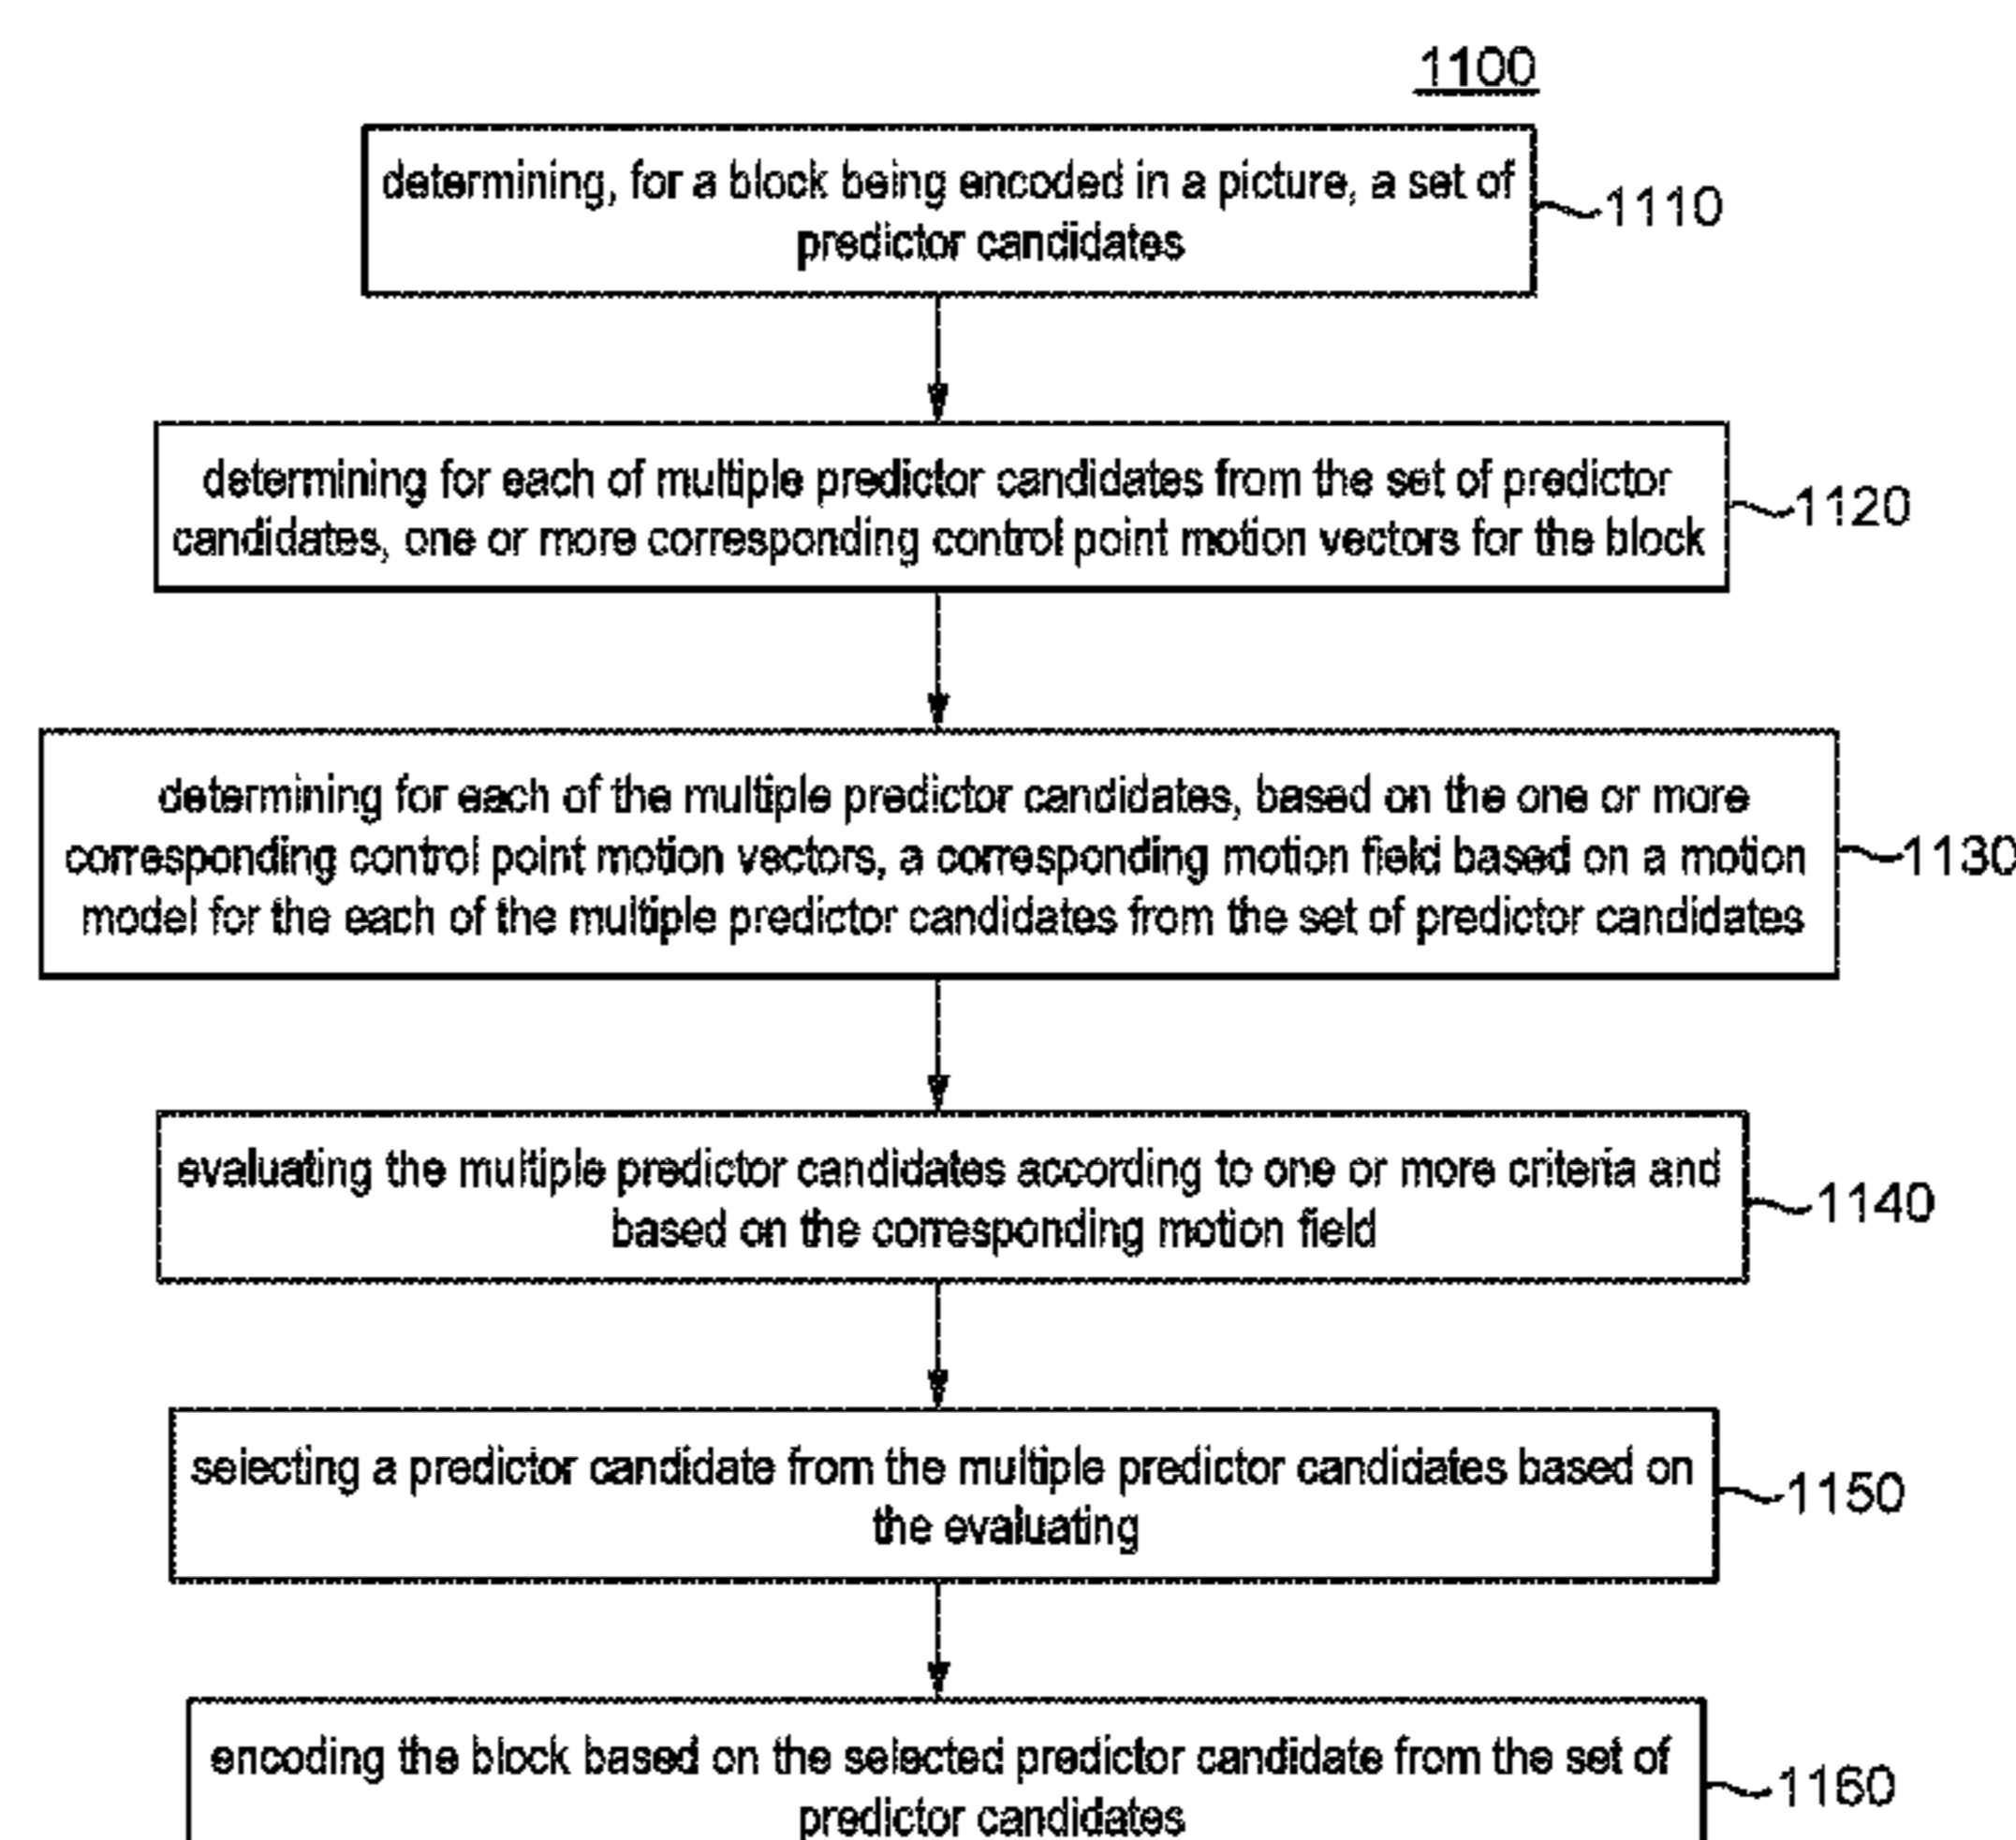 1100
determining, for a block being encoded in a picture, a set of
predictor candidates
1110
determining for each of multiple predictor candidates from the set of predictor
candidates, one or more corresponding control point motion vectors for the block
1120
determining for each of the multiple predictor candidates, based on the one or more
corresponding control point motion vectors, a corresponding motion field based on a motion
model for the each of the multiple predictor candidates from the set of predictor candidates
1130
evaluating the multiple predictor candidates according to one or more criteria and
based on the corresponding motion field
1140
selecting a predictor candidate from the multiple predictor candidates based on
the evaluating
1150
encoding the block based on the selected predictor candidate from the set of
predictor candidates
1160